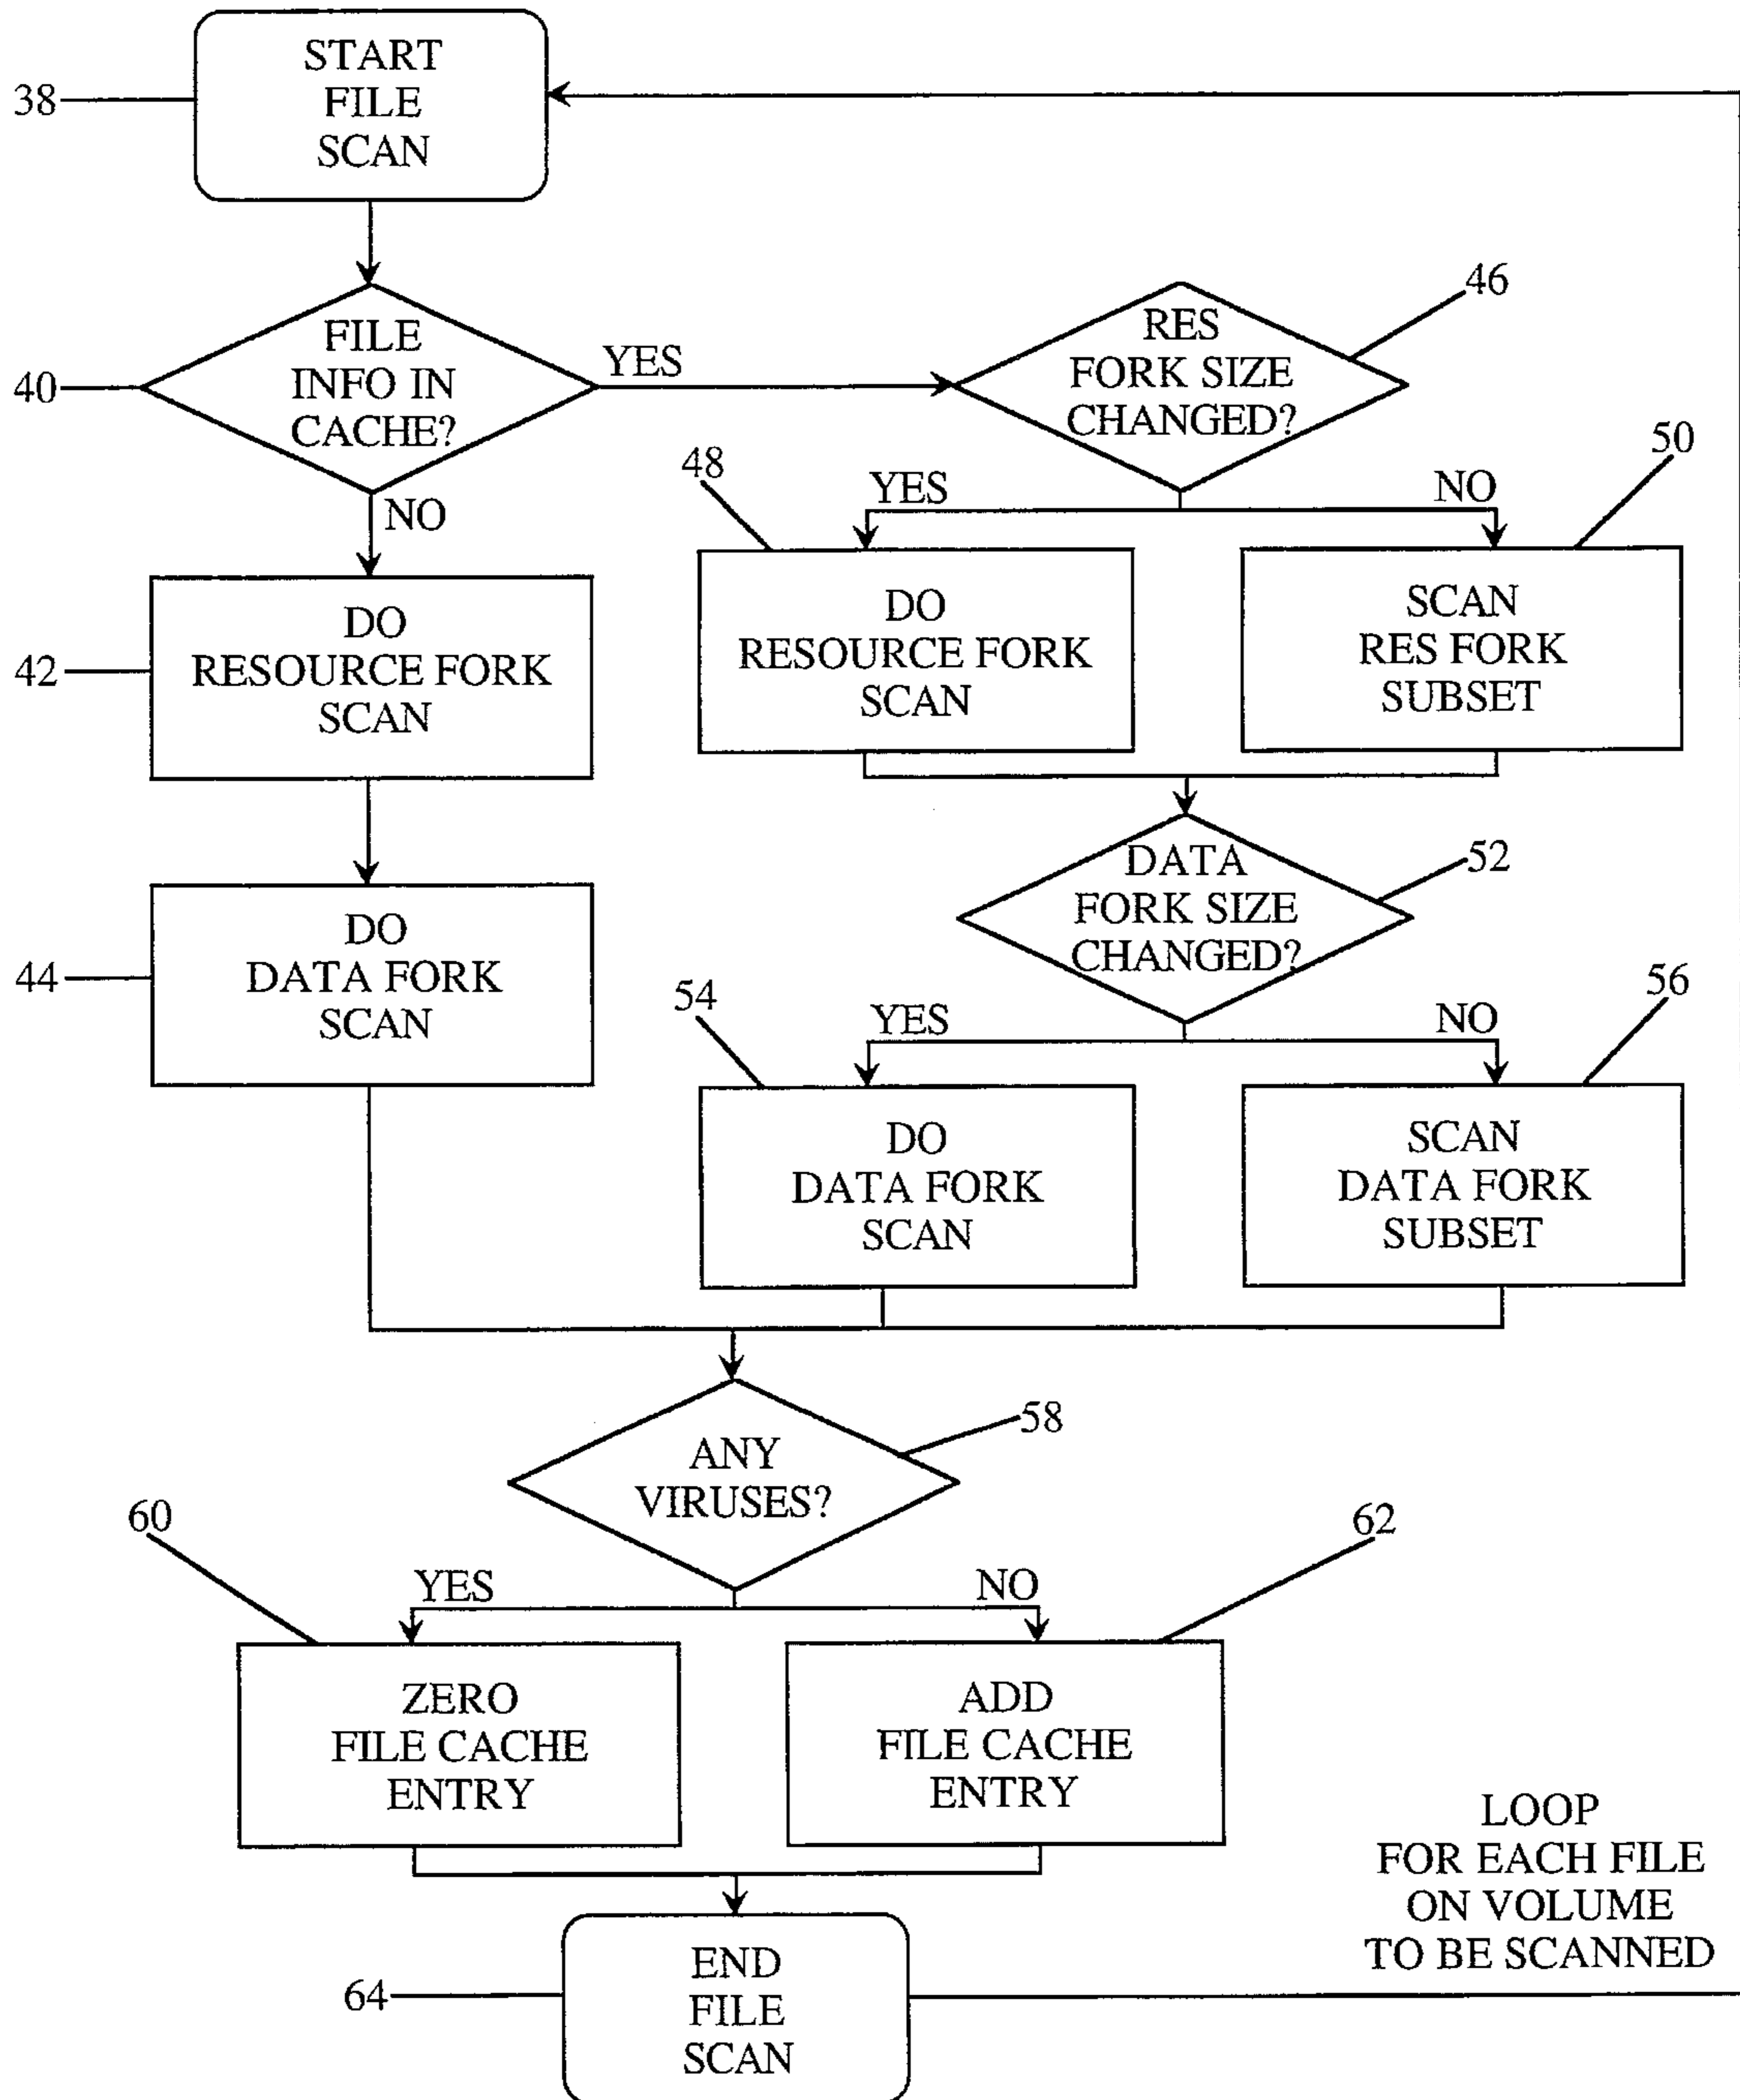 START
FILE
SCAN
38
FILE
INFO IN
CACHE?
40
YES
NO
RES
FORK SIZE
CHANGED?
46
48
YES
NO
50
DO
RESOURCE FORK
SCAN
42
DO
RESOURCE FORK
SCAN
SCAN
RES FORK
SUBSET
DATA
FORK SIZE
CHANGED?
52
DO
DATA FORK
SCAN
44
54
YES
NO
56
DO
DATA FORK
SCAN
SCAN
DATA FORK
SUBSET
ANY
VIRUSES?
58
60
YES
NO
62
ZERO
FILE CACHE
ENTRY
ADD
FILE CACHE
ENTRY
LOOP
FOR EACH FILE
ON VOLUME
TO BE SCANNED
END
FILE
SCAN
64